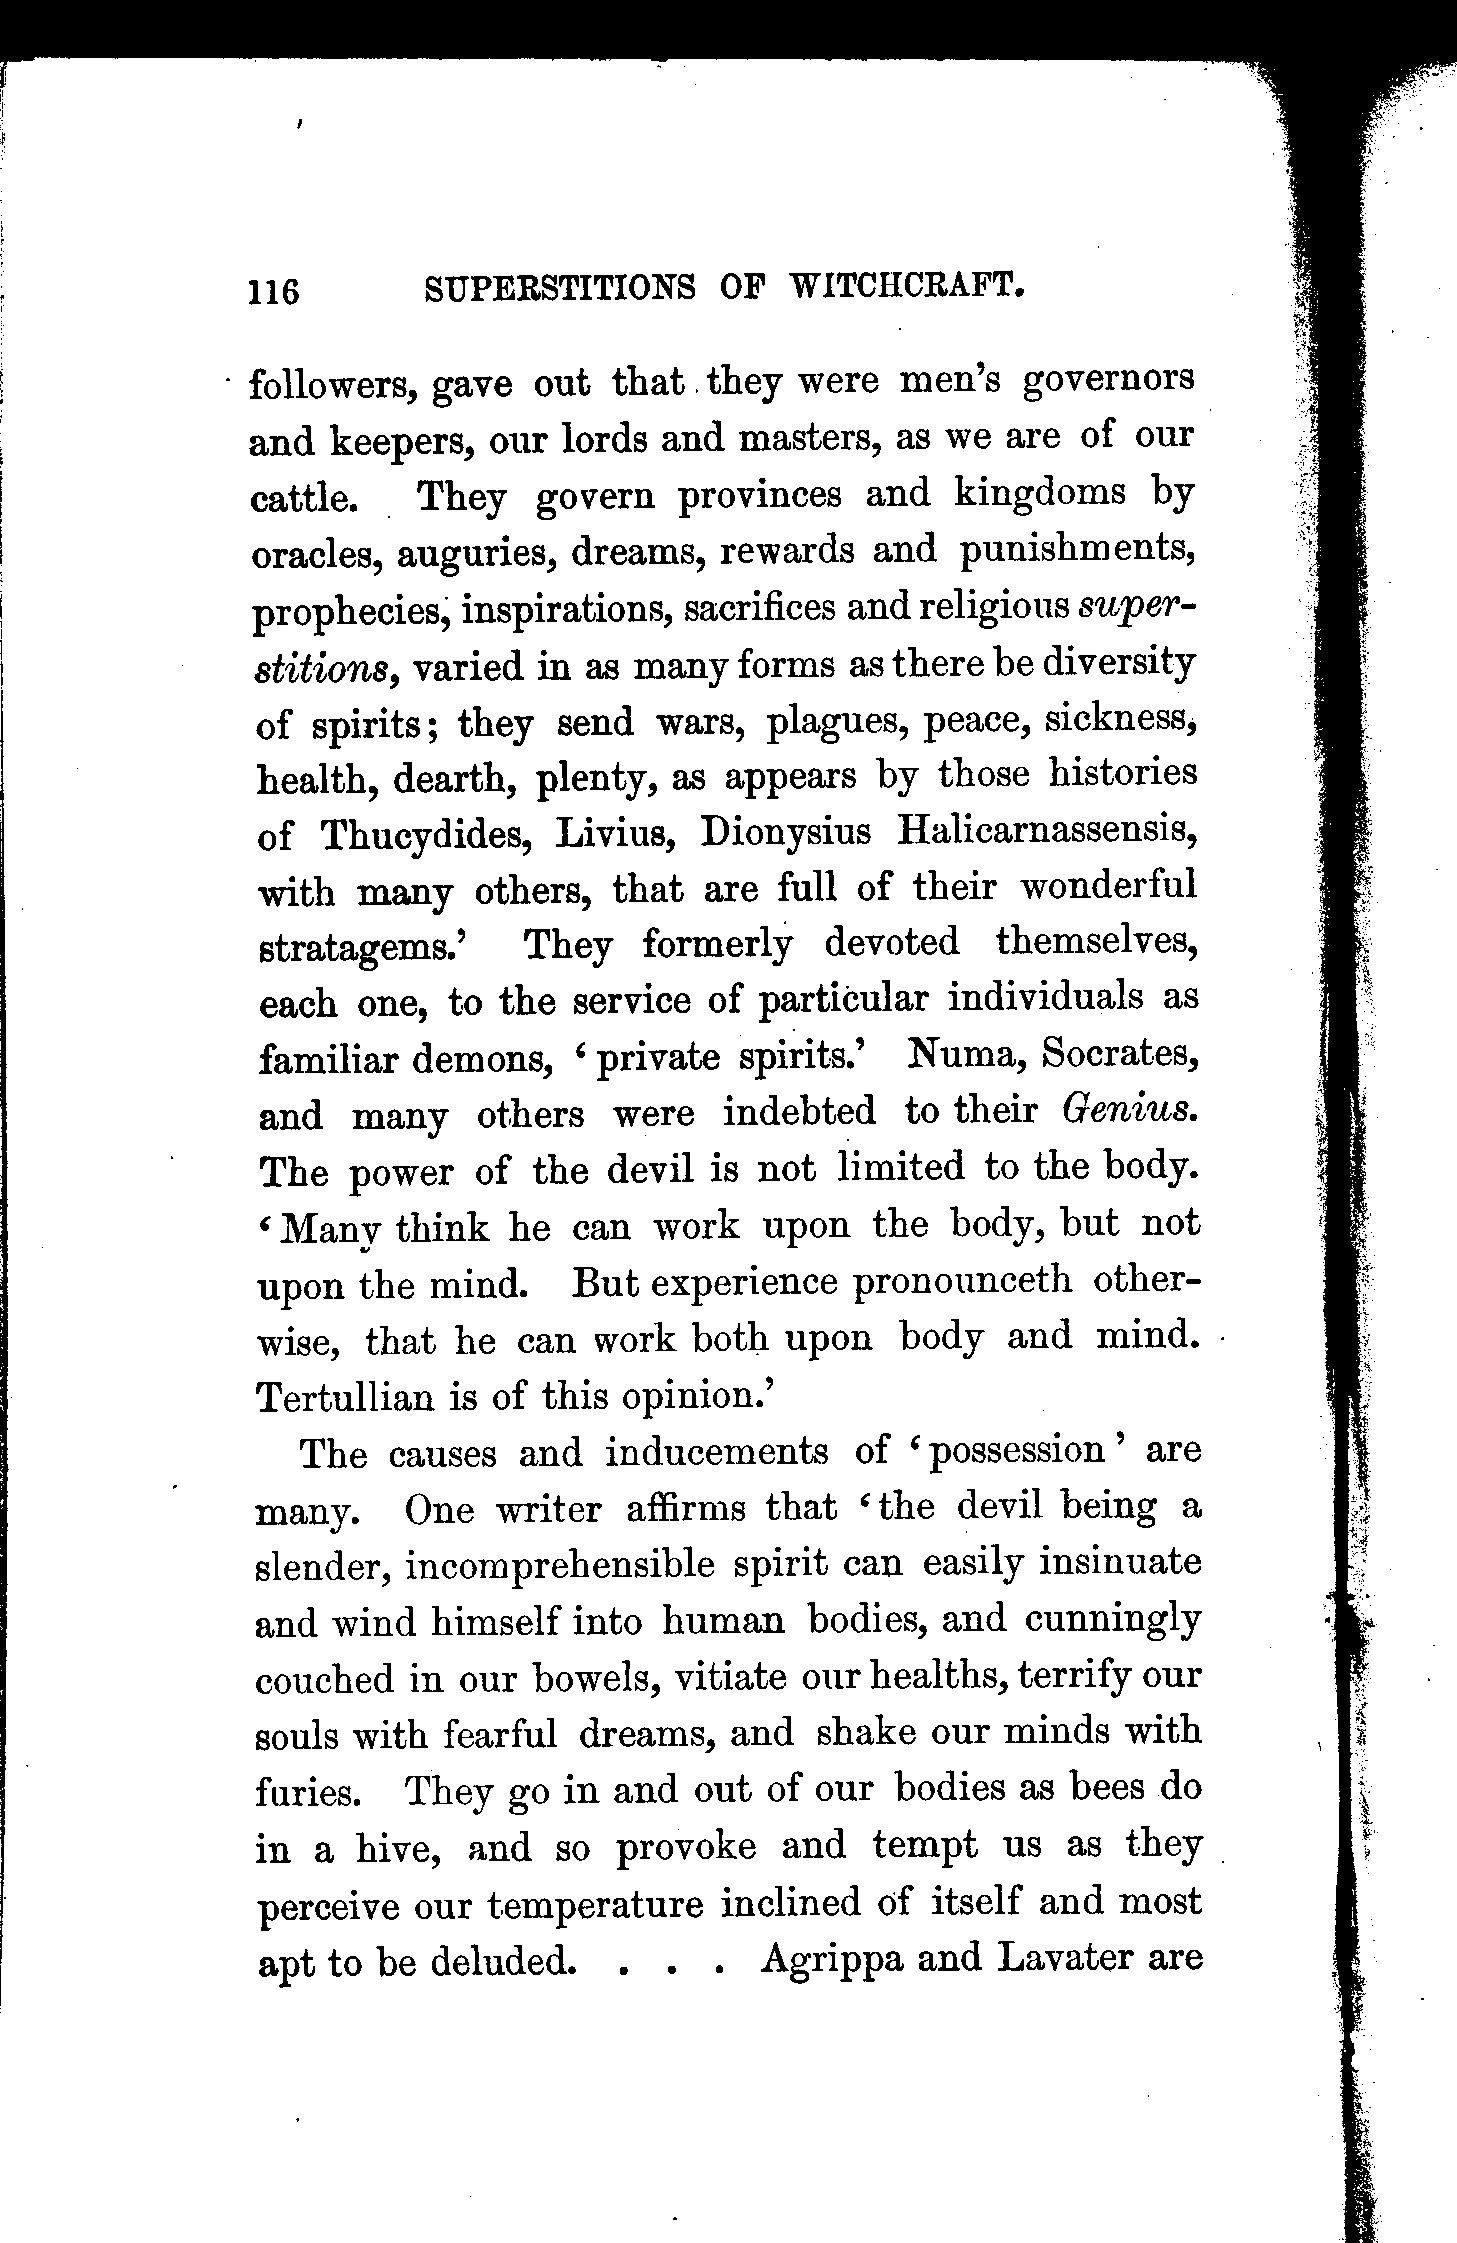 116 SUPERSTITIONS OF WITCHCRAFT.
followers, gave out that they were men's governors
and keepers, our lords and masters, as we are of our
cattle. They govern provinces and kingdoms by
oracles, auguries, dreams, rewards and punishments,
prophecies, inspirations, sacrifices and religious super-
stitions, varied in as many forms as there be diversity
of spirits; they send wars, plagues, peace, sickness,
health, dearth, plenty, as appears by those histories
of Thucydides, Livius, Dionysius Halicarnassensis,
with many others, that are full of their wonderful
stratagems.' They formerly devoted themselves,
each one, to the service of particular individuals as
familiar demons, ‘private spirits.’ Numa, Socrates,
and many others were indebted to their Genius.
The power of the devil is not limited to the body.
‘Many think he can work upon the body, but not
upon the mind. But experience pronounceth other-
wise, that he can work both upon body and mind.
Tertullian is of this opinion.’
The causes and inducements of ‘possession’ are
many. One writer affirms that ‘the devil being a
slender, incomprehensible spirit can easily insinuate
and wind himself into human bodies, and cunningly
couched in our bowels, vitiate our healths, terrify our
souls with fearful dreams, and shake our minds with
furies. They go in and out of our bodies as bees do
in a hive, and so provoke and tempt us as they
perceive our temperature inclined of itself and most
apt to be deluded. . . . Agrippa and Lavater are